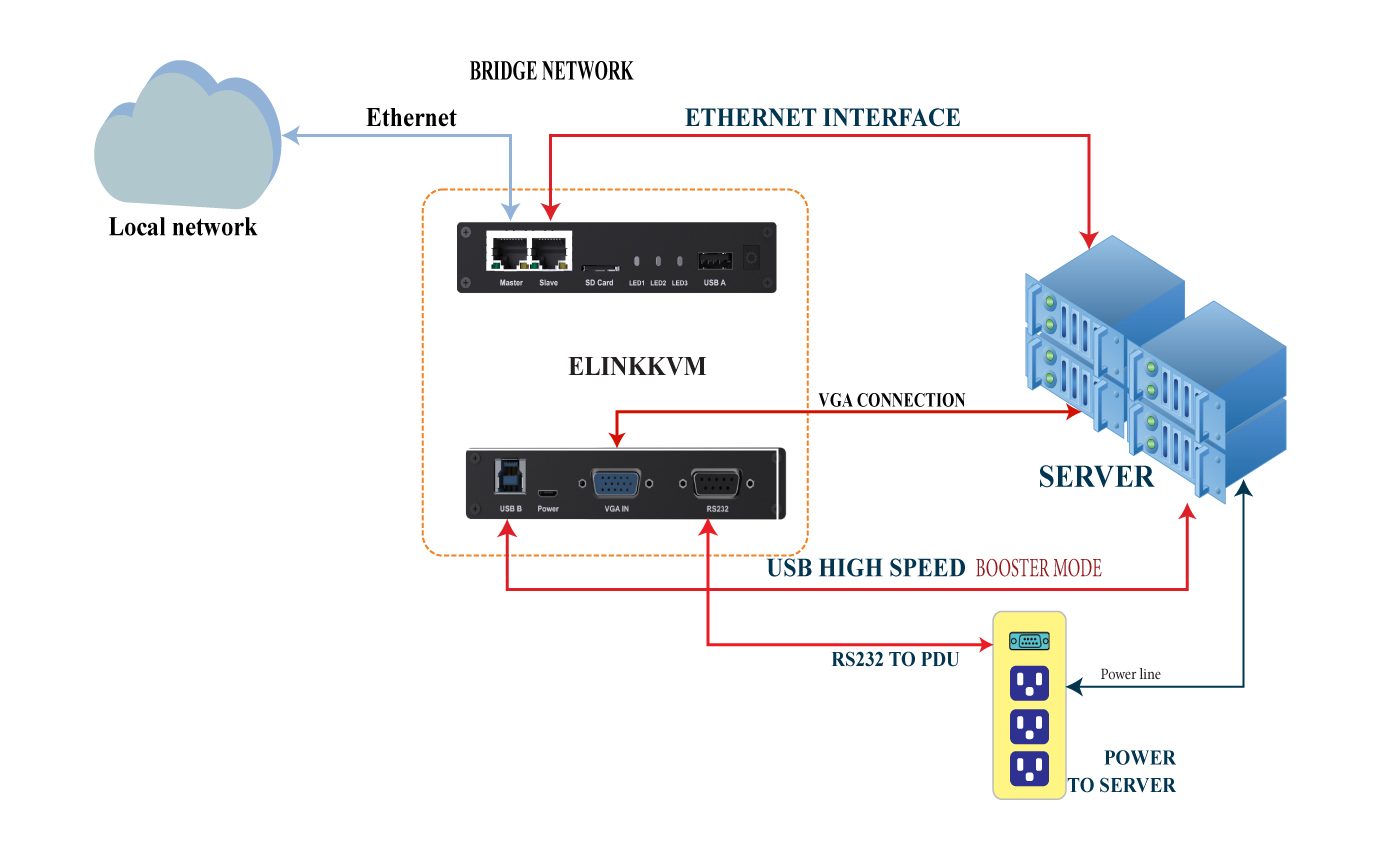 BRIDGE NETWORK
Ethernet
ETHERNET INTERFACE
Local network
Master Slave SD Card LED1 LED2 LED3 USB A
ELINKKVM
VGA CONNECTION
SERVER
USB B Power VGA IN RS232
USB HIGH SPEED BOOSTER MODE
RS232 TO PDU
Power line
POWER
TO SERVER